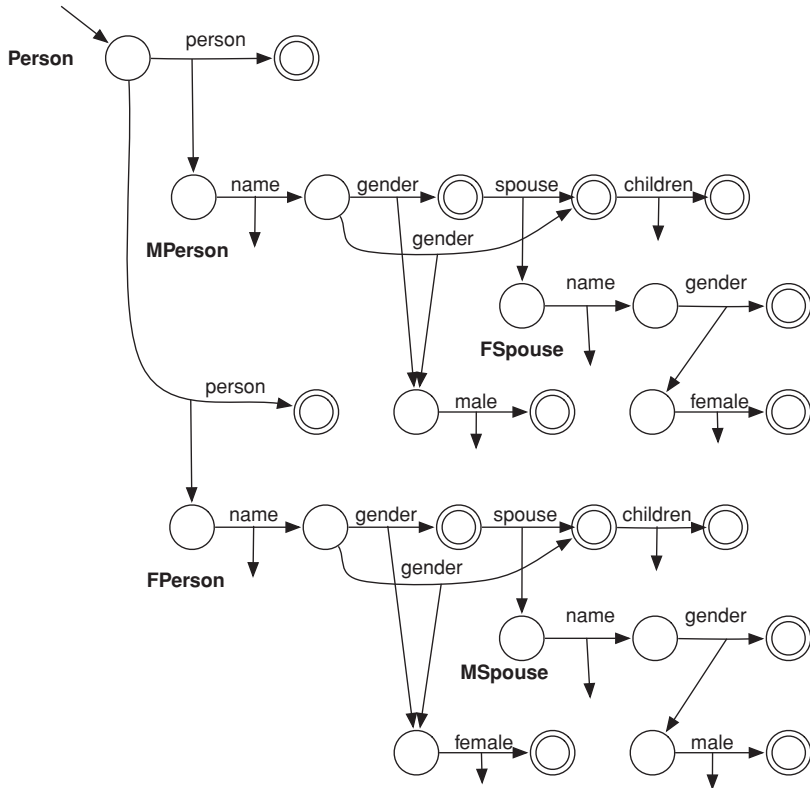 person
Person
name gender spouse children
MPerson
gender
name gender
FSpouse
person
male female
name gender spouse children
gender
FPerson
name gender
MSpouse
female male